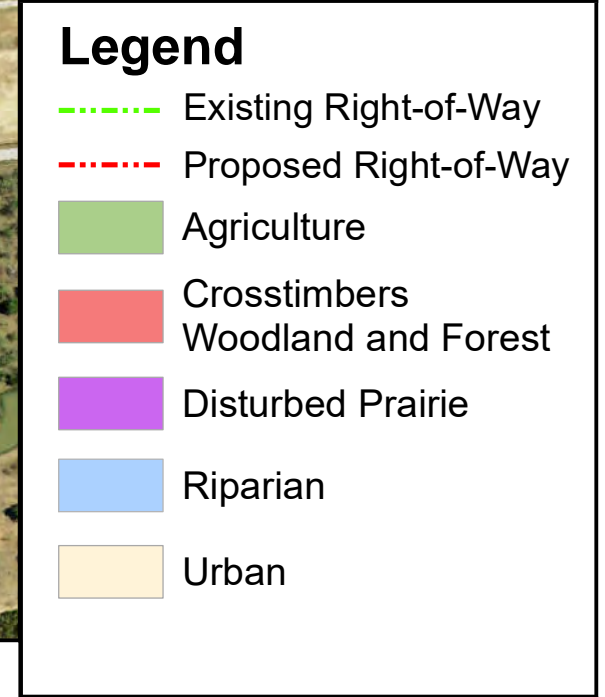 Legend
Existing Right-of-Way
Proposed Right-of-Way
Agriculture
Crosstimbers
Woodland and Forest
Disturbed Prairie
Riparian
Urban